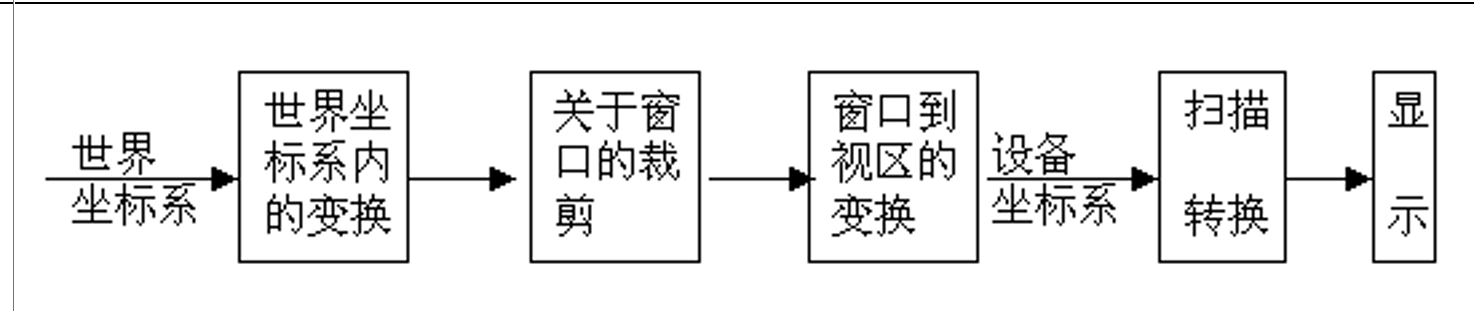 世界
坐标系
世界坐
标系内
的变换
关于窗
口的裁
剪
窗口到
视区的
变换
设备
坐标系
扫描
转换
显
示